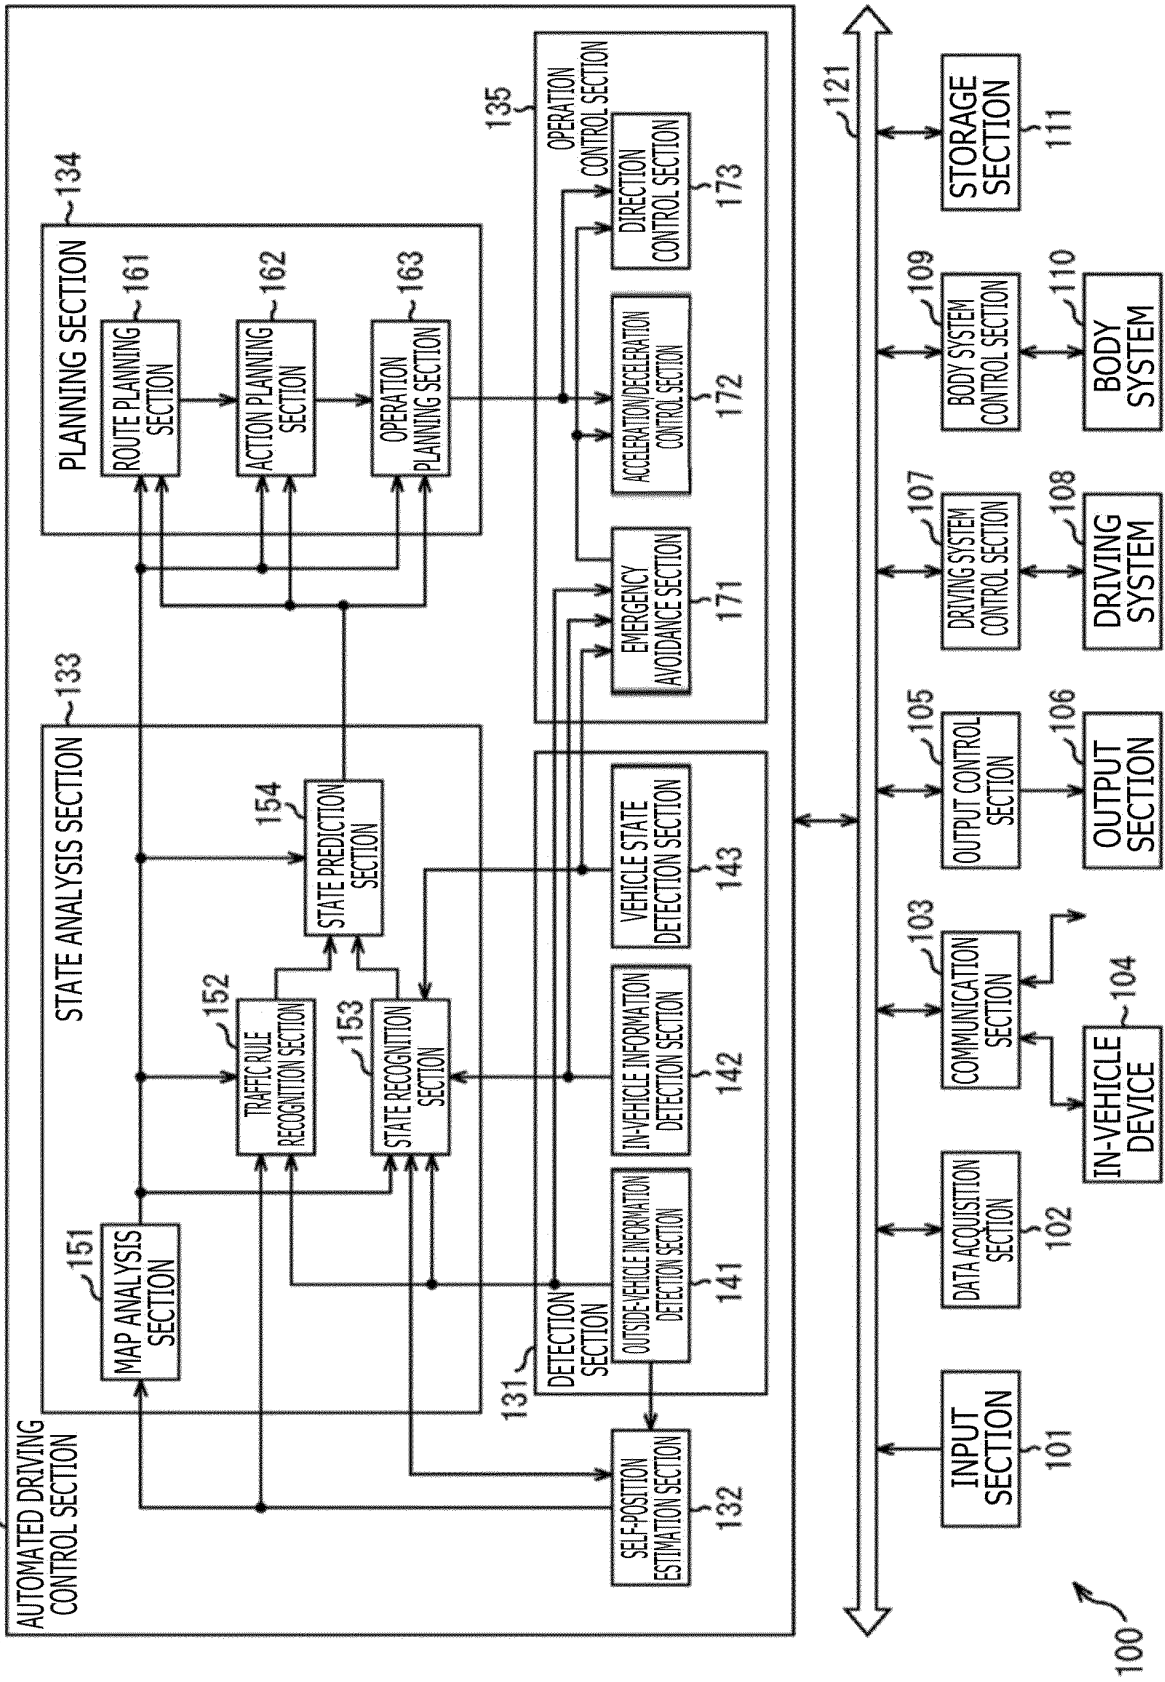 AUTOMATED DRIVING
CONTROL SECTION
STATE ANALYSIS SECTION
133
PLANNING SECTION
134
151
MAP ANALYSIS
SECTION
152
TRAFFIC RULE
RECOGNITION SECTION
153
STATE RECOGNITION
SECTION
154
STATE PREDICTION
SECTION
ROUTE PLANNING
SECTION
161
ACTION PLANNING
SECTION
162
OPERATION
PLANNING SECTION
163
131
DETECTION
SECTION
135
OPERATION
CONTROL SECTION
SELF-POSITION
ESTIMATION SECTION
132
OUTSIDE-VEHICLE INFORMATION
DETECTION SECTION
141
IN-VEHICLE INFORMATION
DETECTION SECTION
142
VEHICLE STATE
DETECTION SECTION
143
EMERGENCY
AVOIDANCE SECTION
171
ACCELERATION/DECELERATION
CONTROL SECTION
172
DIRECTION
CONTROL SECTION
173
121
INPUT
SECTION
101
DATA ACQUISITION
SECTION
102
103
COMMUNICATION
SECTION
104
IN-VEHICLE
DEVICE
105
OUTPUT CONTROL
SECTION
106
OUTPUT
SECTION
107
DRIVING SYSTEM
CONTROL SECTION
108
DRIVING
SYSTEM
109
BODY SYSTEM
CONTROL SECTION
110
BODY
SYSTEM
STORAGE
SECTION
111
100